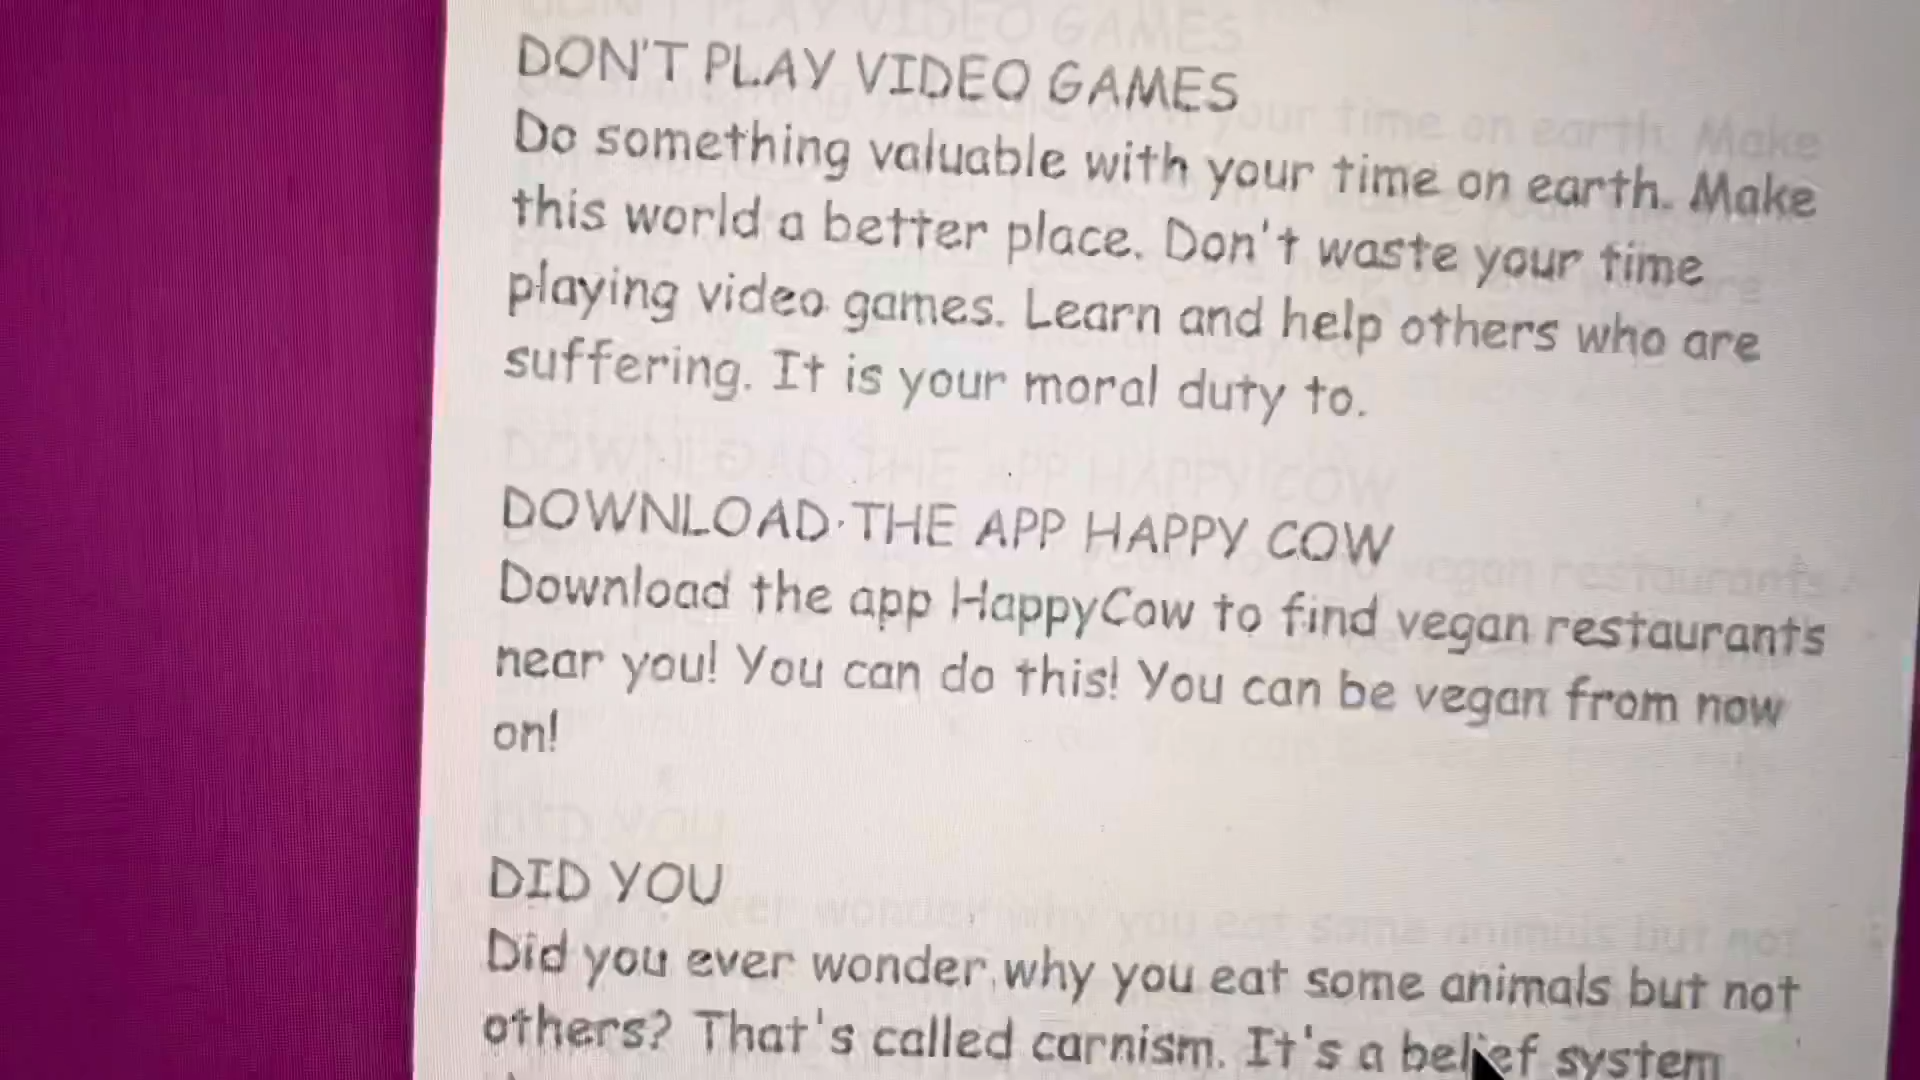 DON'T PLAY VIDEO GAMES
Do something valuable with your time on earth. Make
this world a better place. Don't waste your time
playing video games. Learn and help others who are
suffering. It is your moral duty to.
DOWNLOAD THE APP HAPPY COW
Download the app HappyCow to find vegan restaurants
near you! You can do this! You can be vegan from now
on!
DID YOU
Did you ever wonder why you eat some animals but not
others? That's called carnism. It's a belief system